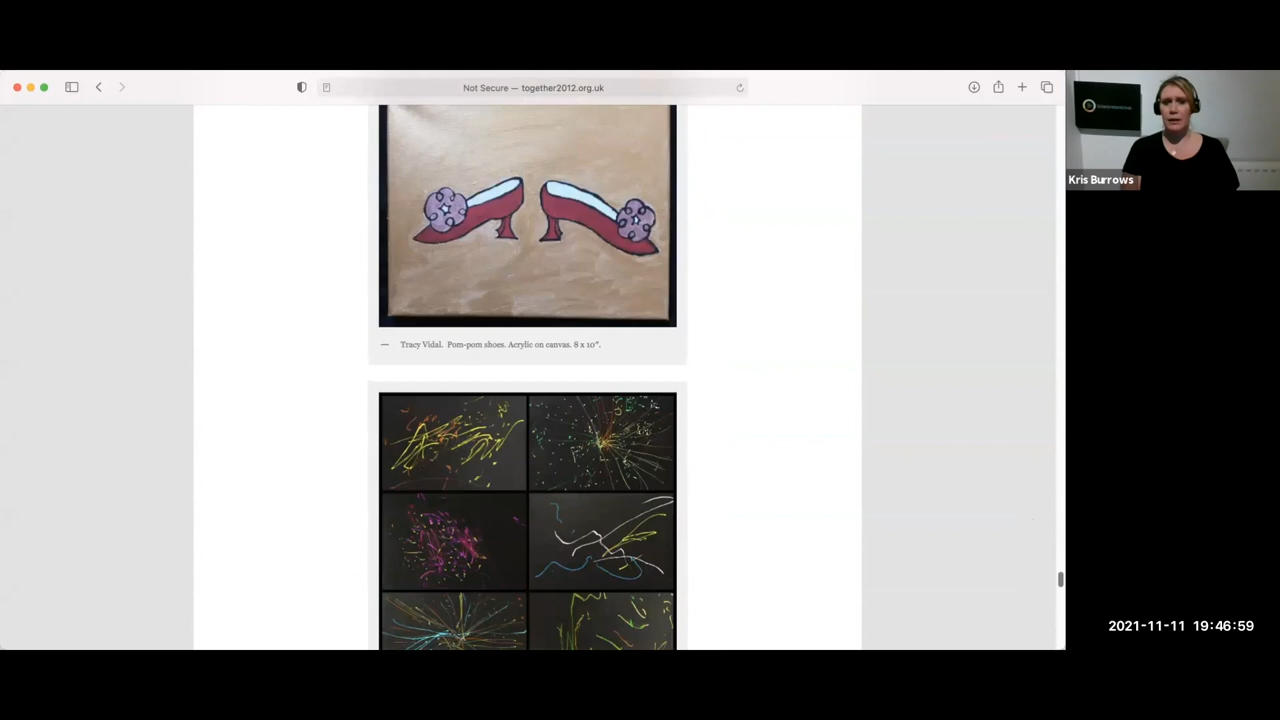 Not Secure — together2012.org.uk
Kris Burrows
— Tracy Vidal. Pom-pom shoes. Acrylic on canvas. 8 x 10".
2021-11-11 19:46:59